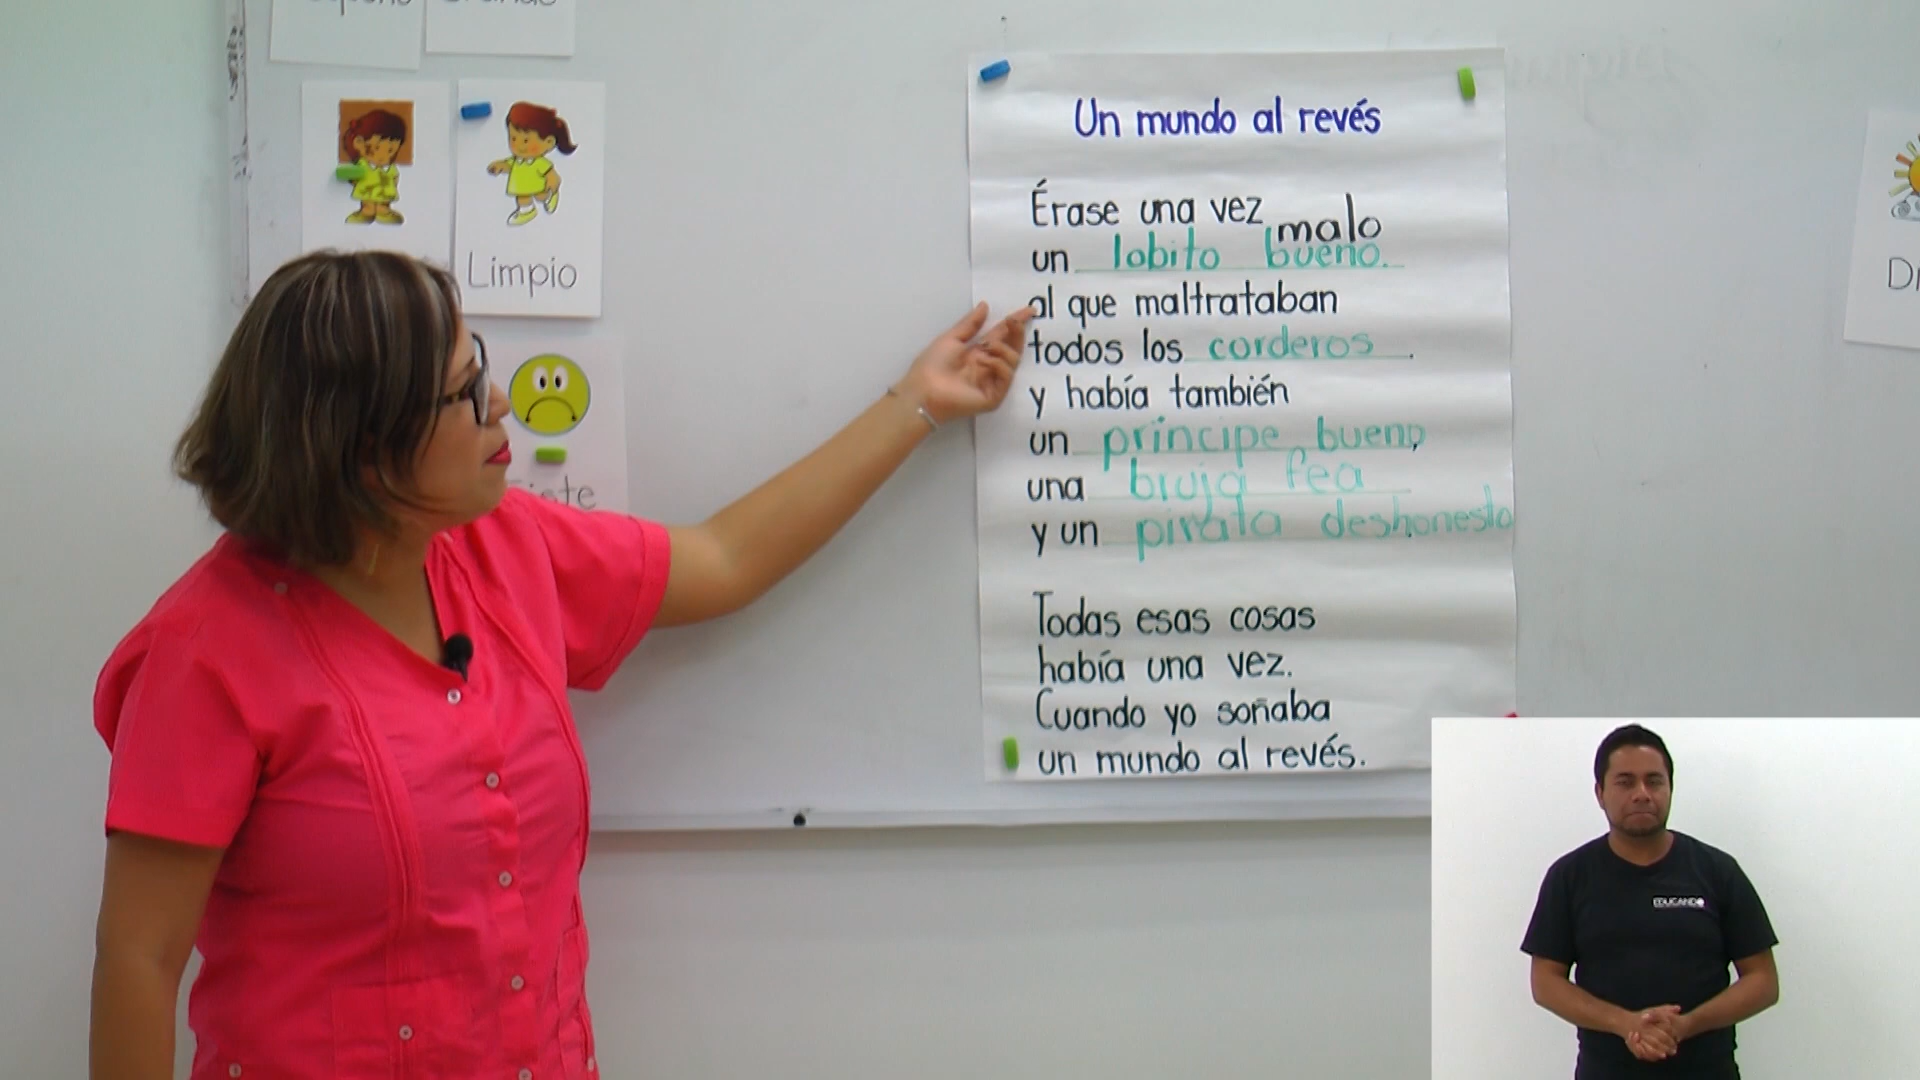 Limpio
Un mundo al revés
Érase una vez
malo
un lobito bueno.
al que maltrataban
todos los corderos.
y había también
un príncipe bueno,
una bruja fea
y un pirata deshonesto
Todas esas cosas
había una vez.
Cuando yo soñaba
un mundo al revés.
EDUCANDO